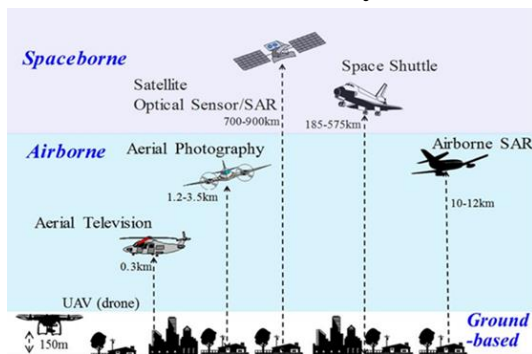 Spaceborne
Satellite
Optical Sensor/SAR
700-900km
Space Shuttle
185-575km
Airborne
Aerial Photography
1.2-3.5km
Airborne SAR
10-12km
Aerial Television
0.3km
UAV (drone)
150m
Ground
-based